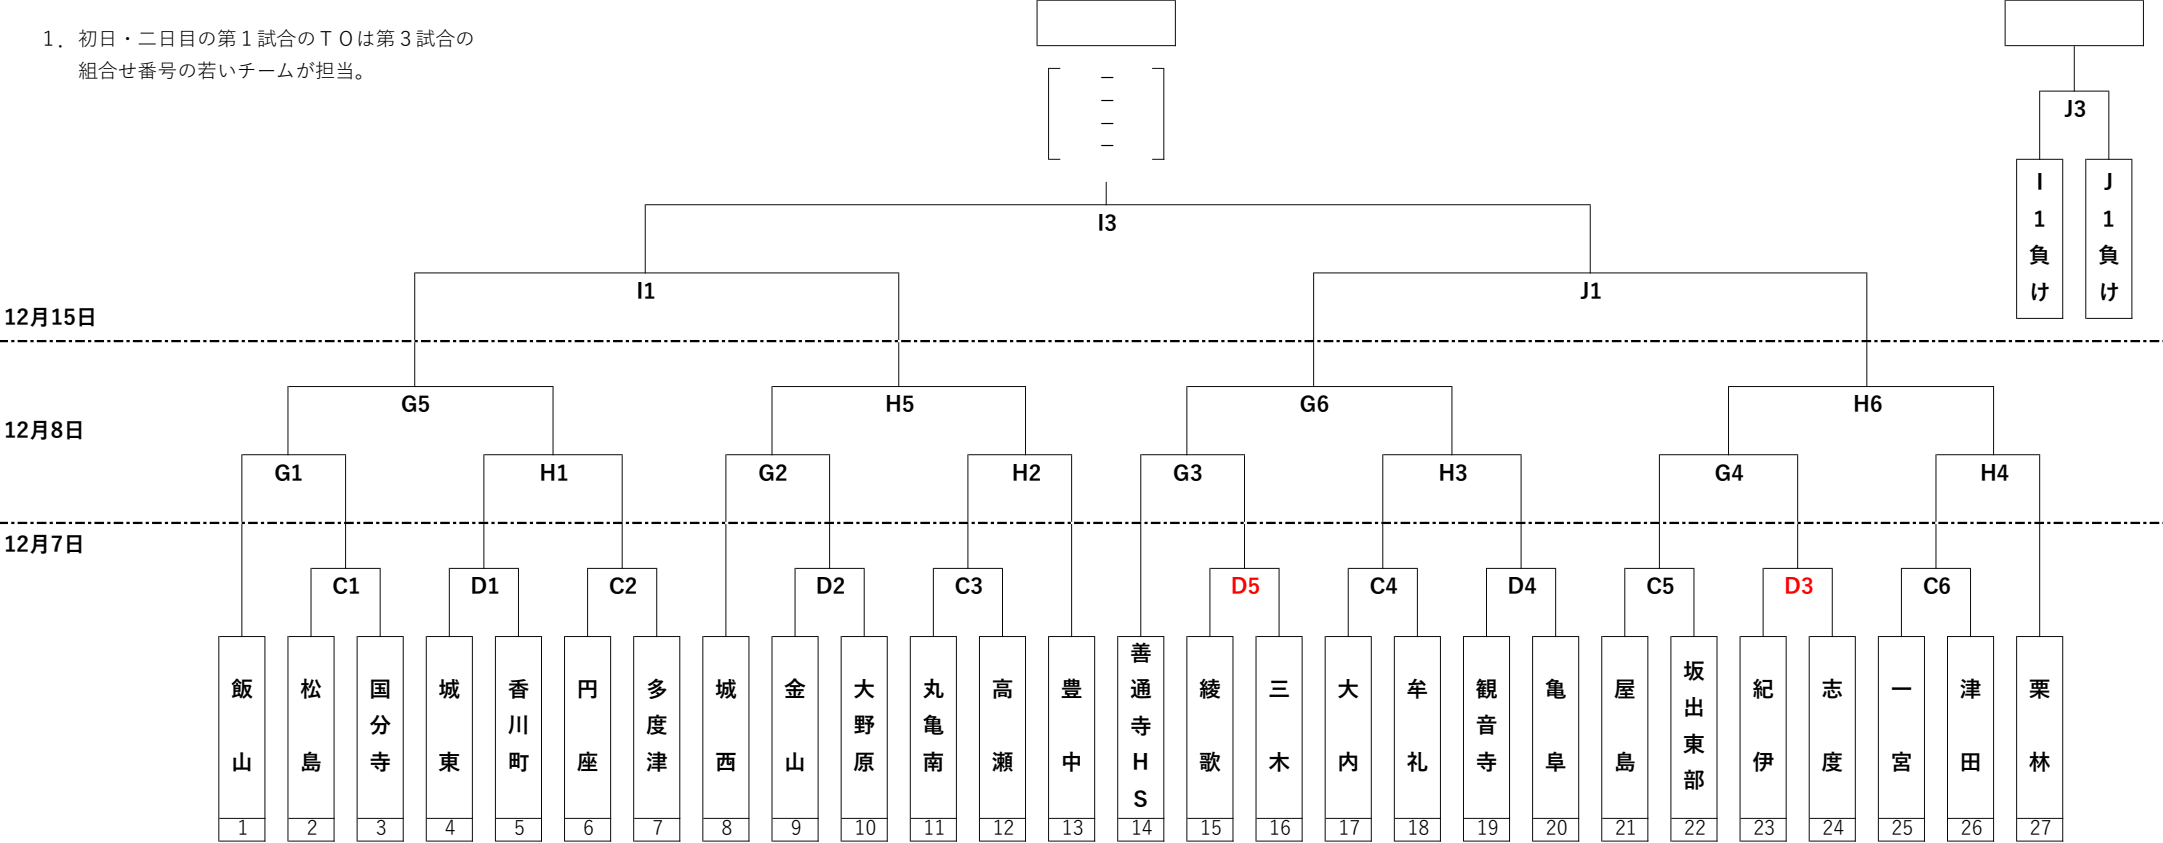 1．初日・二日目の第１試合のＴＯは第３試合の
組合せ番号の若いチームが担当。
－
－
－
－
J3
I1負け
J1負け
I3
I1
J1
12月15日
G5
H5
G6
H6
12月8日
G1
H1
G2
H2
G3
H3
G4
H4
12月7日
C1
D1
C2
D2
C3
D5
C4
D4
C5
D3
C6
飯山
松島
国分寺
城東
香川町
円座
多度津
城西
金山
大野原
丸亀南
高瀬
豊中
善通寺HS
綾歌
三木
大内
牟礼
観音寺
亀阜
屋島
坂出東部
紀伊
志度
一宮
津田
栗林
1
2
3
4
5
6
7
8
9
10
11
12
13
14
15
16
17
18
19
20
21
22
23
24
25
26
27